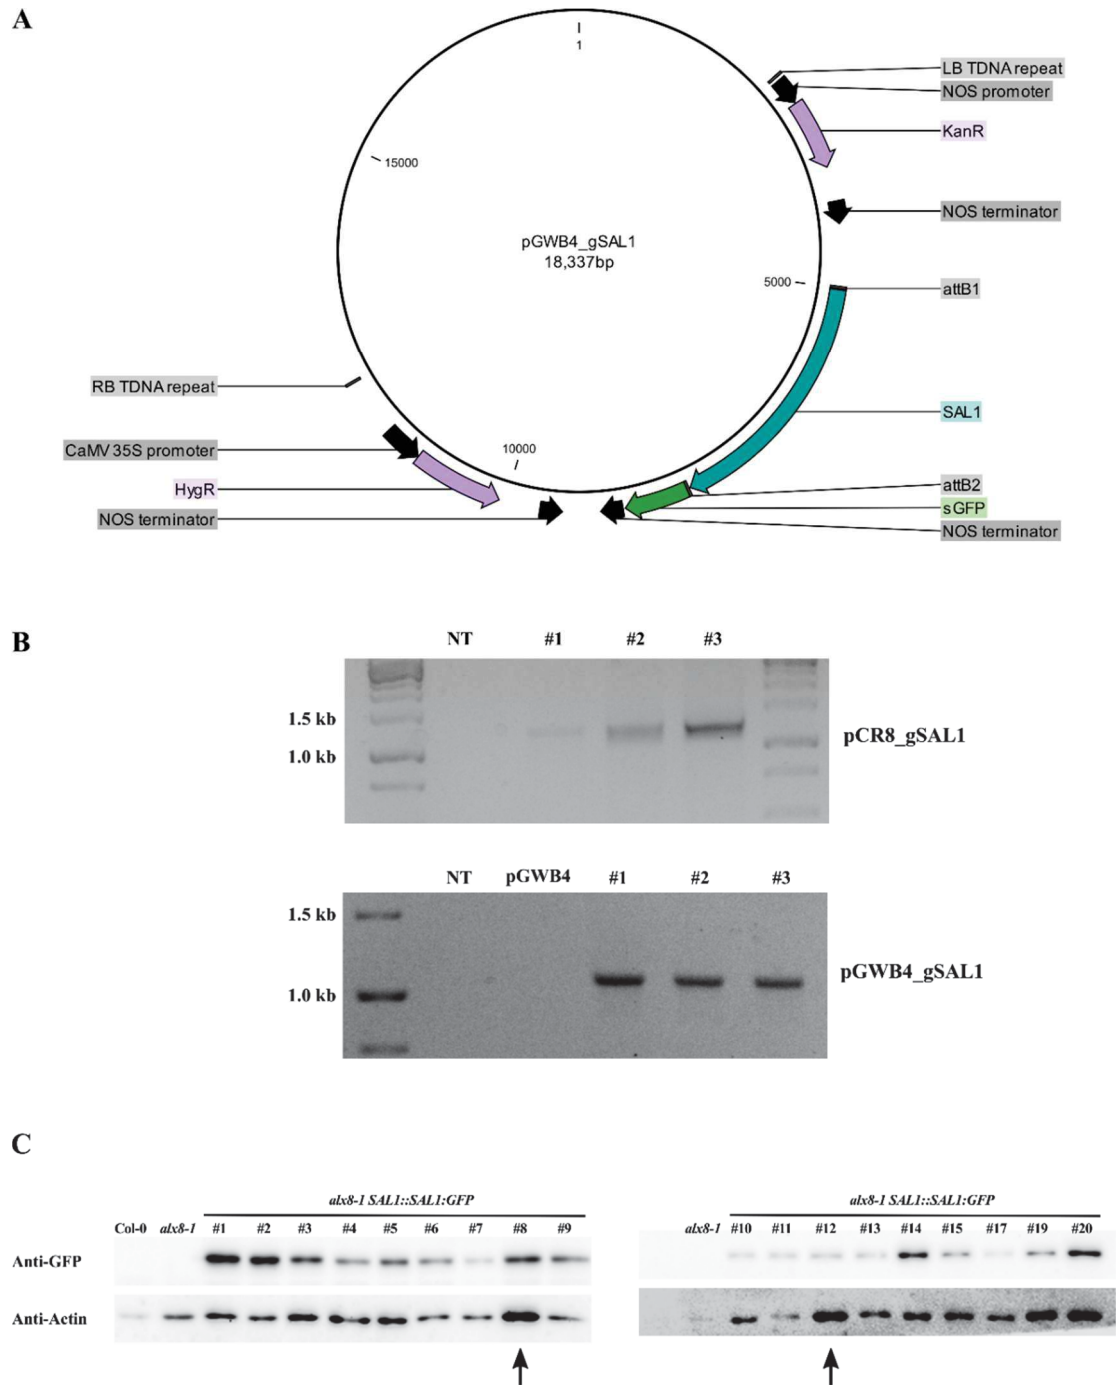 A
1
LB TDNA repeat
NOS promoter
KanR
15000
NOS terminator
pGWB4_gSAL1
18,337bp
5000
attB1
RB TDNA repeat
SAL1
CaMV 35S promoter
10000
HygR
attB2
sGFP
NOS terminator
NOS terminator
B
NT #1 #2 #3
1.5 kb
1.0 kb
pCR8_gSAL1
NT pGWB4 #1 #2 #3
1.5 kb
1.0 kb
pGWB4_gSAL1
C
alx8-1 SAL1::SAL1:GFP
Col-0 alx8-1 #1 #2 #3 #4 #5 #6 #7 #8 #9
alx8-1 SAL1::SAL1:GFP
alx8-1 #10 #11 #12 #13 #14 #15 #17 #19 #20
Anti-GFP
Anti-Actin